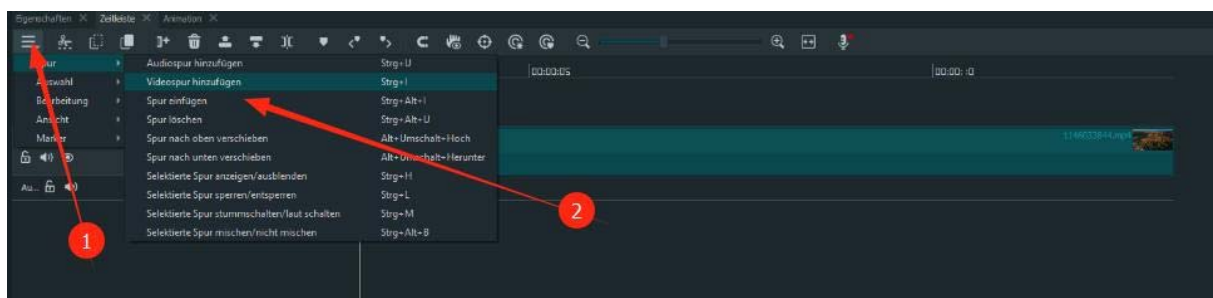 Eigenschaften Zeitleiste Animation
Spur
Audiospur hinzufügen Strg+U
00:00:05
Auswahl
Videospur hinzufügen Strg+I
Bearbeitung
Spur einfügen Strg+Alt+I
Ansicht
Spur löschen Strg+Alt+U
Marker
Spur nach oben verschieben Alt+Umschalt+Hoch
Spur nach unten verschieben Alt+Umschalt+Herunter
Au...
Selektierte Spur anzeigen/ausblenden Strg+H
Selektierte Spur sperren/entsperren Strg+L
Selektierte Spur stummschalten/laut schalten Strg+M
Selektierte Spur mischen/nicht mischen Strg+Alt+B
1
2